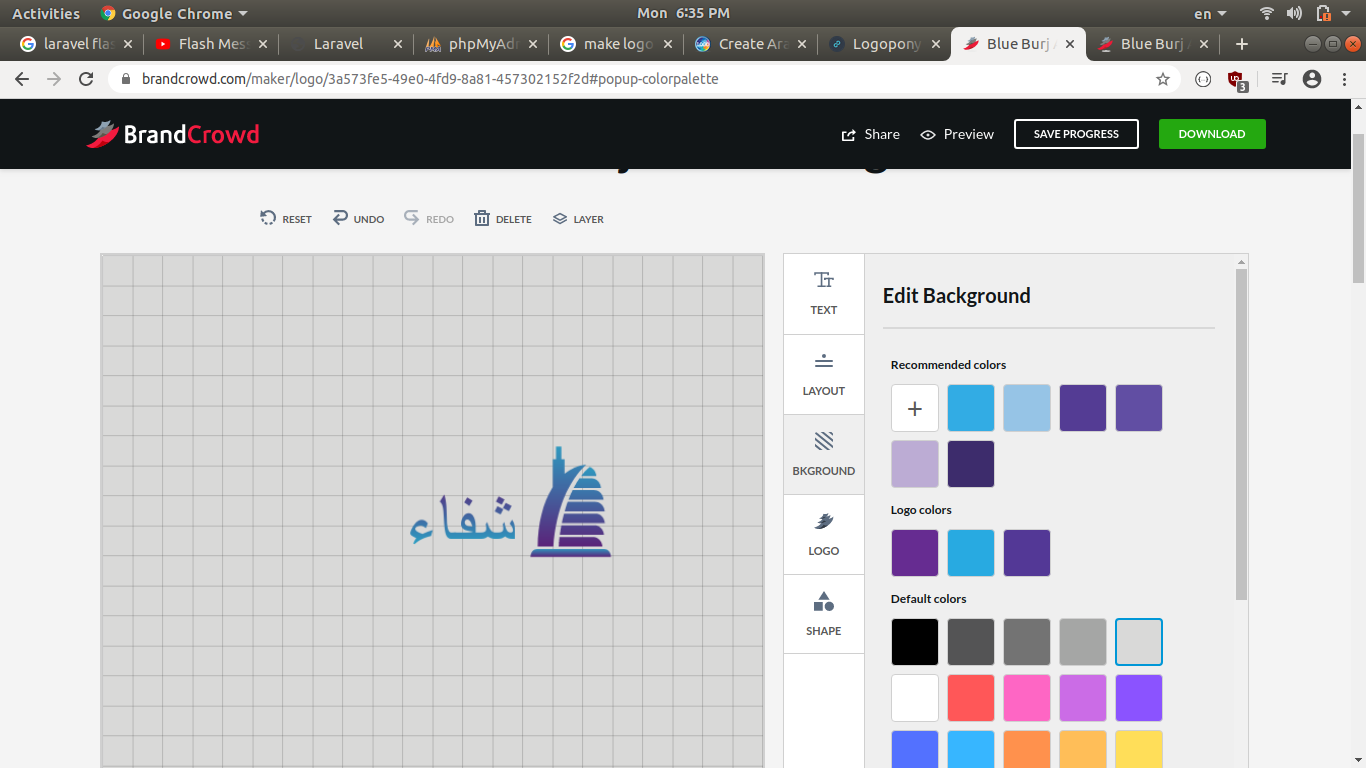 Activities
Google Chrome
Mon 6:35 PM
en
laravel flas
Flash Mess
Laravel
phpMyAdm
make logo
Create Ara
Logopony
Blue Burj A
Blue Burj A
brandcrowd.com/maker/logo/3a573fe5-49e0-4fd9-8a81-457302152f2d#popup-colorpalette
3
BrandCrowd
Share
Preview
SAVE PROGRESS
DOWNLOAD
RESET
UNDO
REDO
DELETE
LAYER
شفاء
TEXT
LAYOUT
BKGROUND
LOGO
SHAPE
Edit Background
Recommended colors
+
Logo colors
Default colors